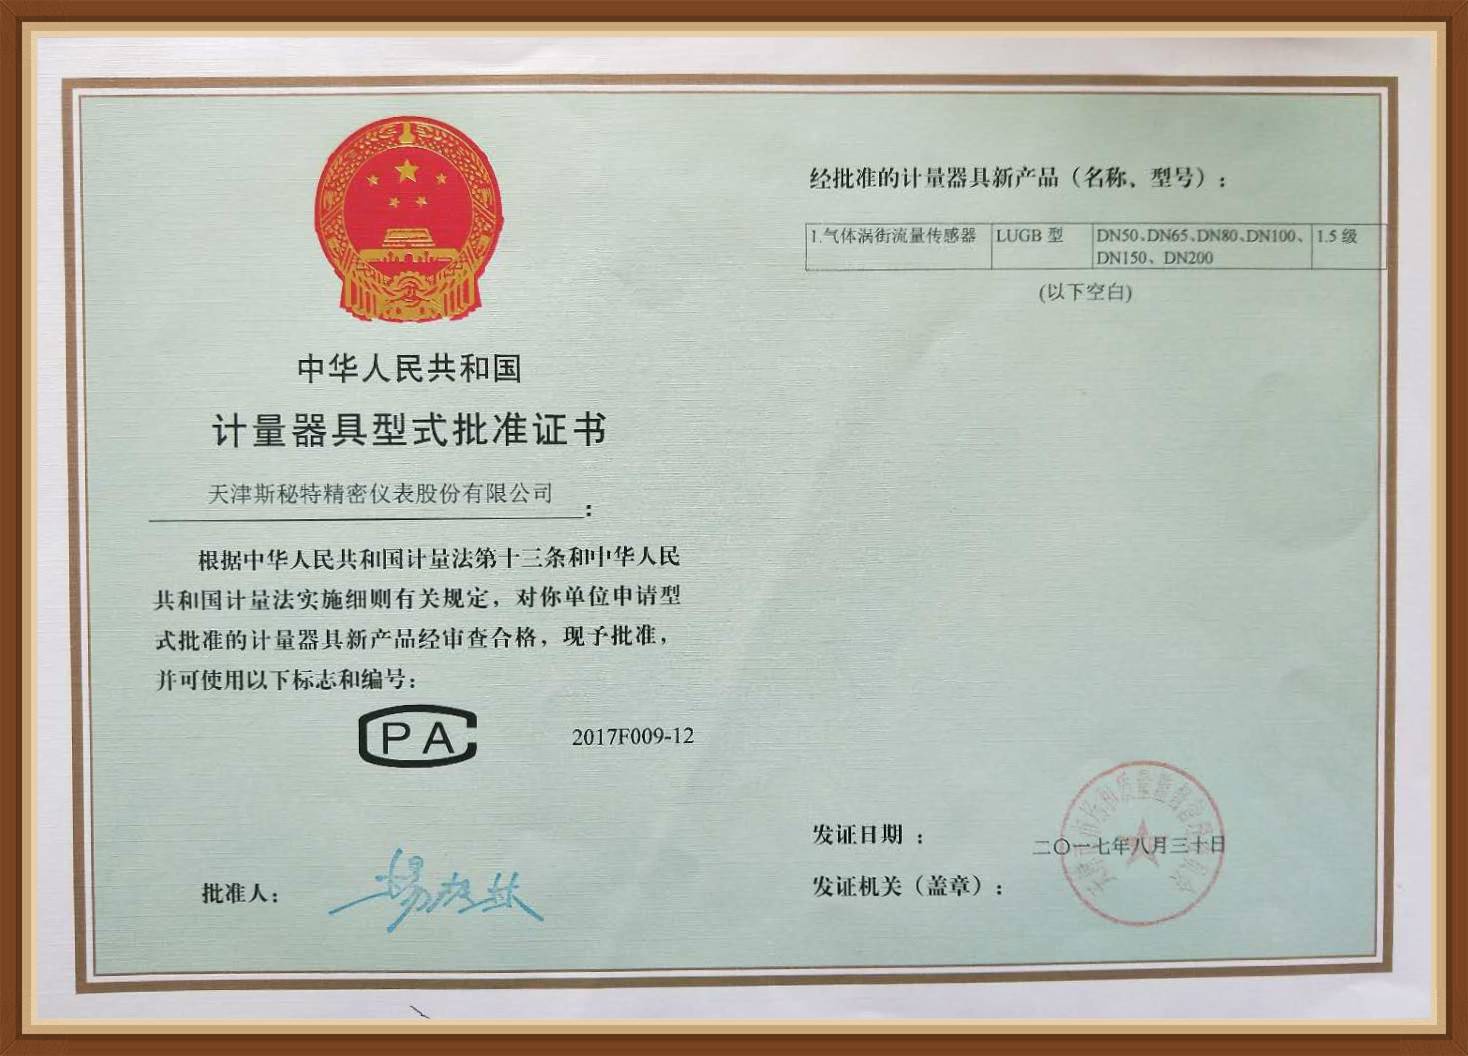 中华人民共和国
计量器具型式批准证书
天津斯秘特精密仪表股份有限公司:
根据中华人民共和国计量法第十三条和中华人民
共和国计量法实施细则有关规定，对你单位申请型
式批准的计量器具新产品经审查合格，现予批准，
并可使用以下标志和编号：
CPA 2017F009-12
批准人：
经批准的计量器具新产品（名称、型号）：
1.气体涡街流量传感器 LUGB 型 DN50、DN65、DN80、DN100、 1.5 级
DN150、DN200
(以下空白)
发证日期 ： 二〇一七年八月三十日
发证机关（盖章）：